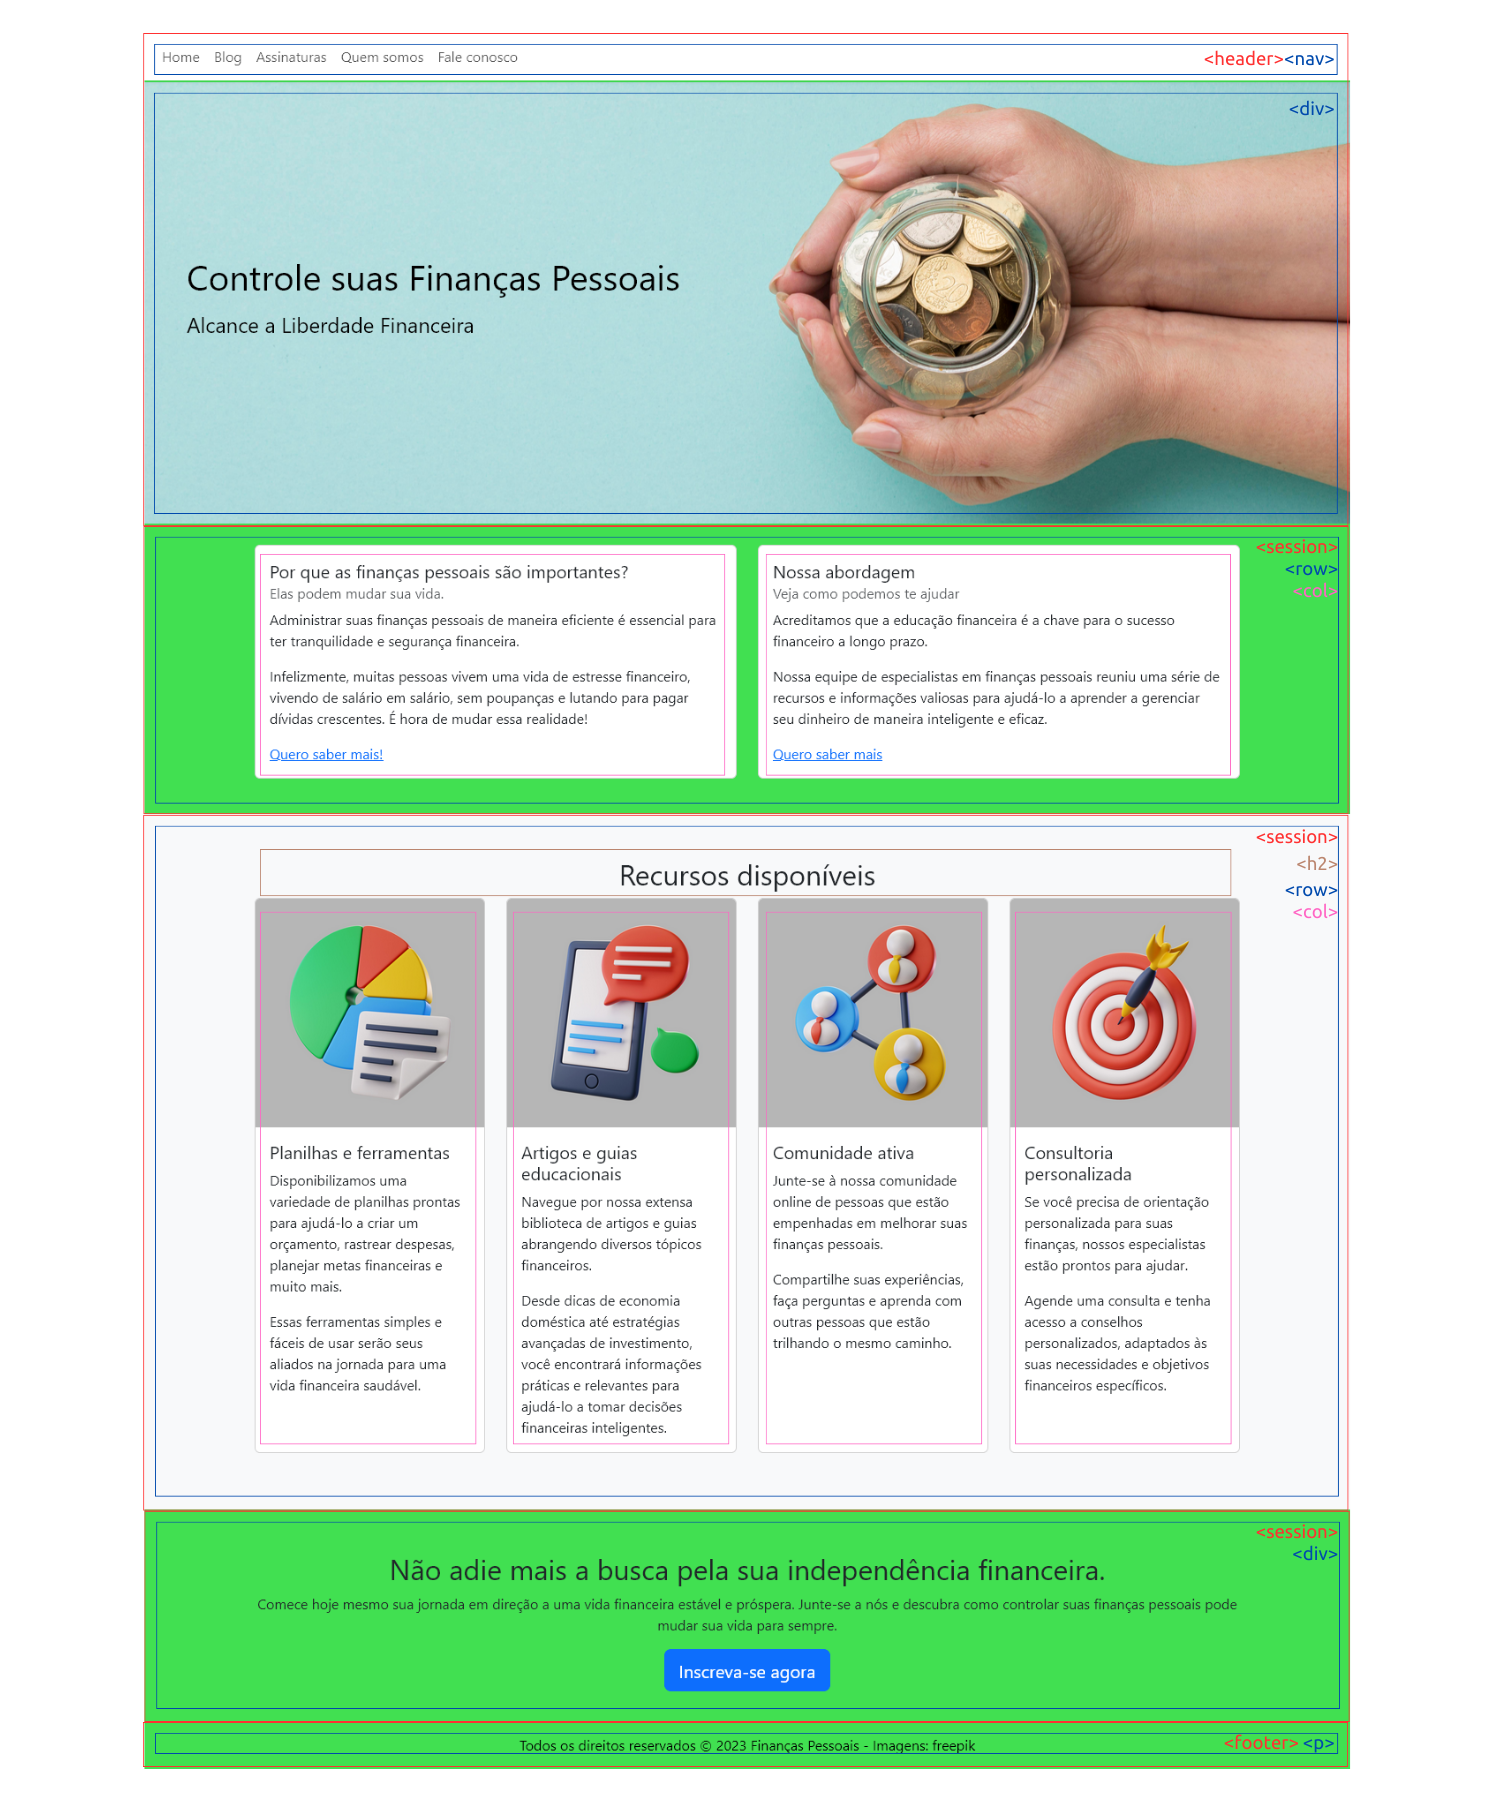 Home Blog Assinaturas Quem somos Fale conosco <header><nav>
<div>
Controle suas Finanças Pessoais
Alcance a Liberdade Financeira
<session>
<row>
<col>
Por que as finanças pessoais são importantes?
Elas podem mudar sua vida.
Administrar suas finanças pessoais de maneira eficiente é essencial para
ter tranquilidade e segurança financeira.
Infelizmente, muitas pessoas vivem uma vida de estresse financeiro,
vivendo de salário em salário, sem poupanças e lutando para pagar
dívidas crescentes. É hora de mudar essa realidade!
Quero saber mais!
Nossa abordagem
Veja como podemos te ajudar
Acreditamos que a educação financeira é a chave para o sucesso
financeiro a longo prazo.
Nossa equipe de especialistas em finanças pessoais reuniu uma série de
recursos e informações valiosas para ajudá-lo a aprender a gerenciar
seu dinheiro de maneira inteligente e eficaz.
Quero saber mais
<session>
<h2>
<row>
<col>
Recursos disponíveis
Planilhas e ferramentas
Disponibilizamos uma
variedade de planilhas prontas
para ajudá-lo a criar um
orçamento, rastrear despesas,
planejar metas financeiras e
muito mais.
Essas ferramentas simples e
fáceis de usar serão seus
aliados na jornada para uma
vida financeira saudável.
Artigos e guias
educacionais
Navegue por nossa extensa
biblioteca de artigos e guias
abrangendo diversos tópicos
financeiros.
Desde dicas de economia
doméstica até estratégias
avançadas de investimento,
você encontrará informações
práticas e relevantes para
ajudá-lo a tomar decisões
financeiras inteligentes.
Comunidade ativa
Junte-se à nossa comunidade
online de pessoas que estão
empenhadas em melhorar suas
finanças pessoais.
Compartilhe suas experiências,
faça perguntas e aprenda com
outras pessoas que estão
trilhando o mesmo caminho.
Consultoria
personalizada
Se você precisa de orientação
personalizada para suas
finanças, nossos especialistas
estão prontos para ajudar.
Agende uma consulta e tenha
acesso a conselhos
personalizados, adaptados às
suas necessidades e objetivos
financeiros específicos.
<session>
<div>
Não adie mais a busca pela sua independência financeira.
Comece hoje mesmo sua jornada em direção a uma vida financeira estável e próspera. Junte-se a nós e descubra como controlar suas finanças pessoais pode
mudar sua vida para sempre.
Inscreva-se agora
Todos os direitos reservados © 2023 Finanças Pessoais - Imagens: freepik <footer> <p>